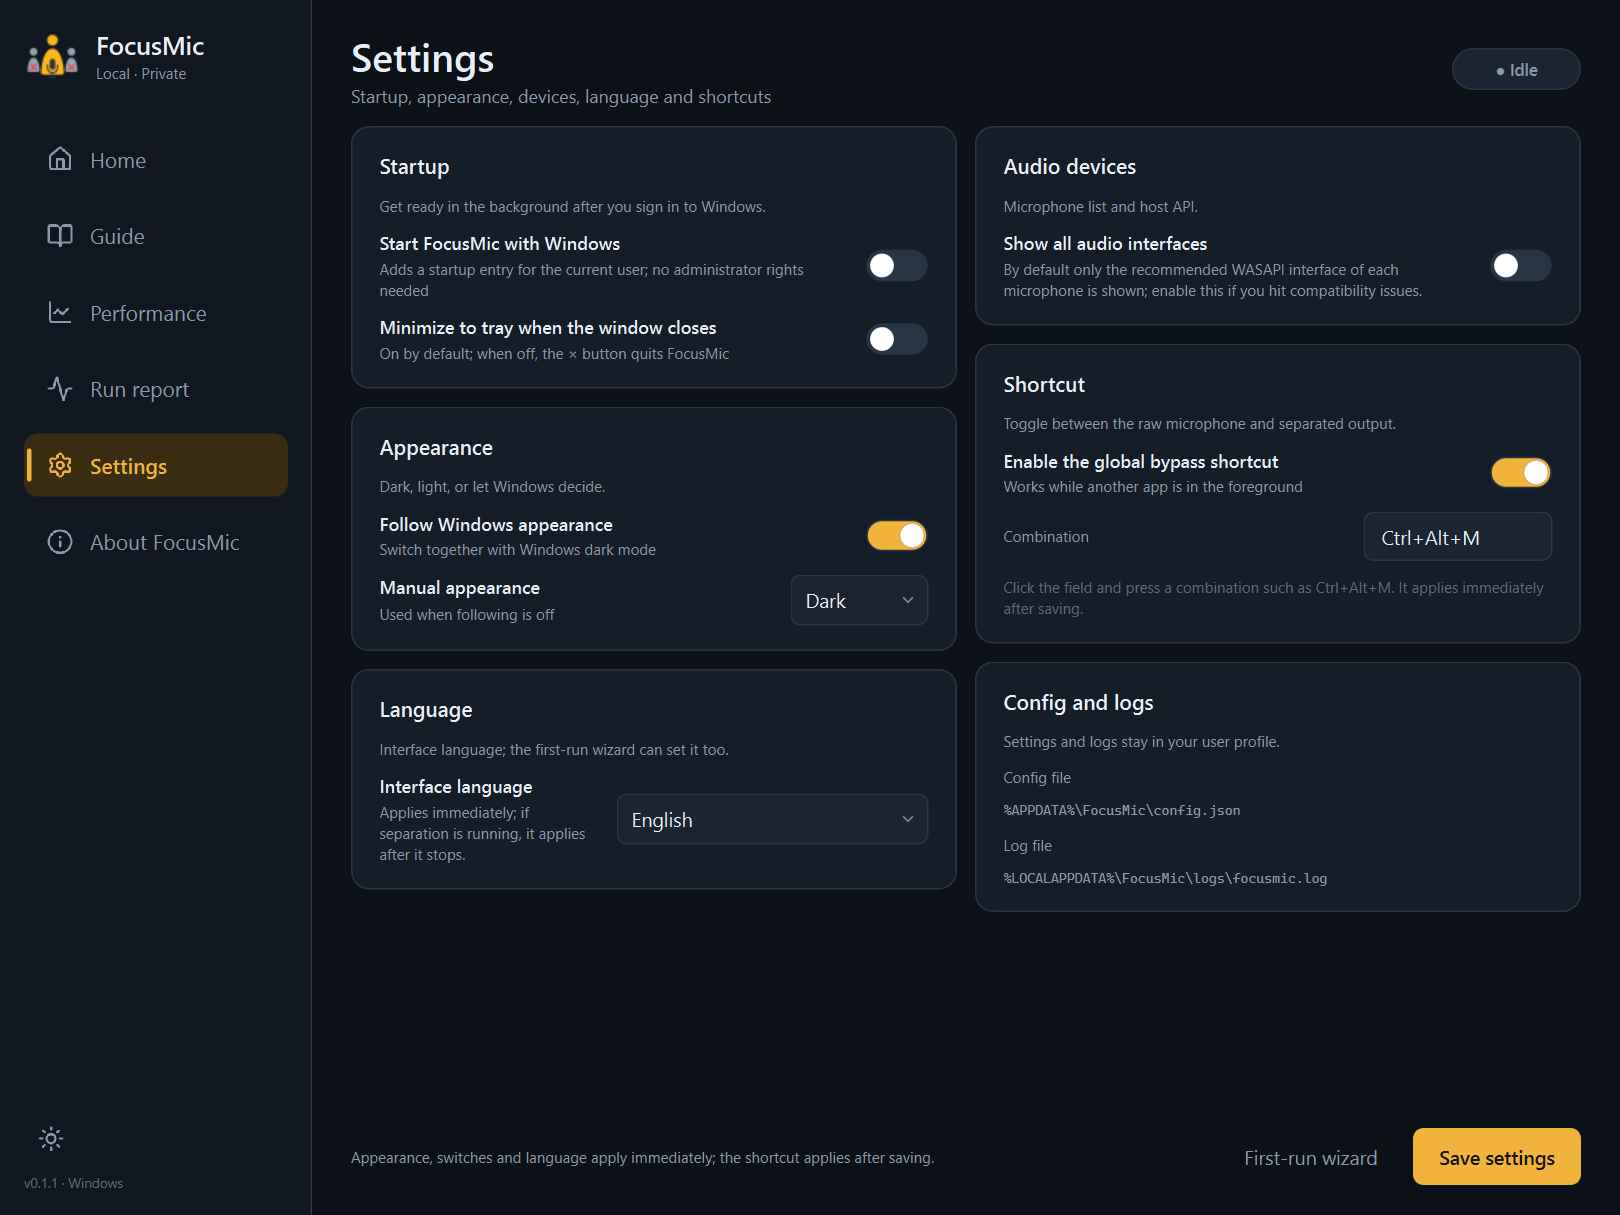 FocusMic
Local · Private
Home
Guide
Performance
Run report
Settings
About FocusMic
v0.1.1 · Windows
Settings
Startup, appearance, devices, language and shortcuts
● Idle
Startup
Get ready in the background after you sign in to Windows.
Start FocusMic with Windows
Adds a startup entry for the current user; no administrator rights
needed
Minimize to tray when the window closes
On by default; when off, the × button quits FocusMic
Appearance
Dark, light, or let Windows decide.
Follow Windows appearance
Switch together with Windows dark mode
Manual appearance
Used when following is off
Dark
Language
Interface language; the first-run wizard can set it too.
Interface language
Applies immediately; if
separation is running, it applies
after it stops.
English
Audio devices
Microphone list and host API.
Show all audio interfaces
By default only the recommended WASAPI interface of each
microphone is shown; enable this if you hit compatibility issues.
Shortcut
Toggle between the raw microphone and separated output.
Enable the global bypass shortcut
Works while another app is in the foreground
Combination
Ctrl+Alt+M
Click the field and press a combination such as Ctrl+Alt+M. It applies immediately
after saving.
Config and logs
Settings and logs stay in your user profile.
Config file
%APPDATA%\FocusMic\config.json
Log file
%LOCALAPPDATA%\FocusMic\logs\focusmic.log
Appearance, switches and language apply immediately; the shortcut applies after saving.
First-run wizard
Save settings